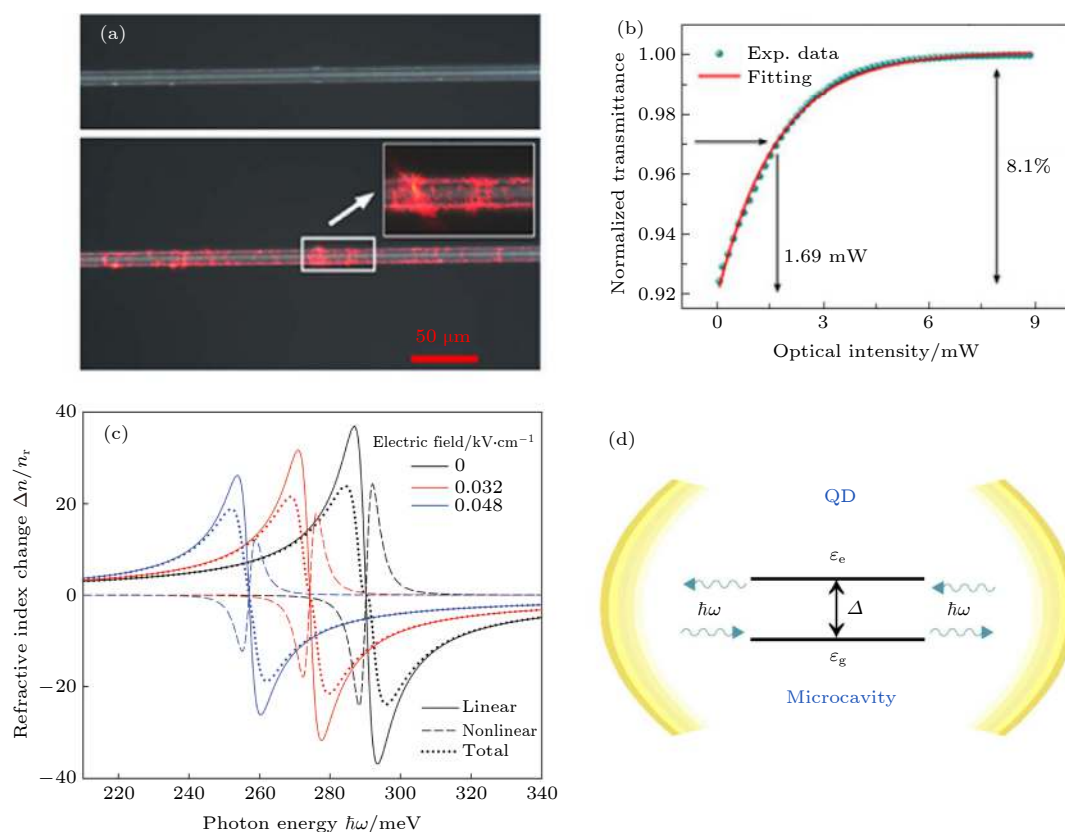 (a)
50 μm
(b)
Exp. data
Fitting
8.1%
1.69 mW
1.00
0.98
0.96
0.94
0.92
Normalized transmittance
0 3 6 9
Optical intensity/mW
(c)
Electric field/kV·cm⁻¹
0
0.032
0.048
Linear
Nonlinear
Total
40
20
0
−20
−40
Refractive index change Δn/nᵣ
220 240 260 280 300 320 340
Photon energy ℏω/meV
(d)
QD
εₑ
ℏω Δ ℏω
ε_g
Microcavity